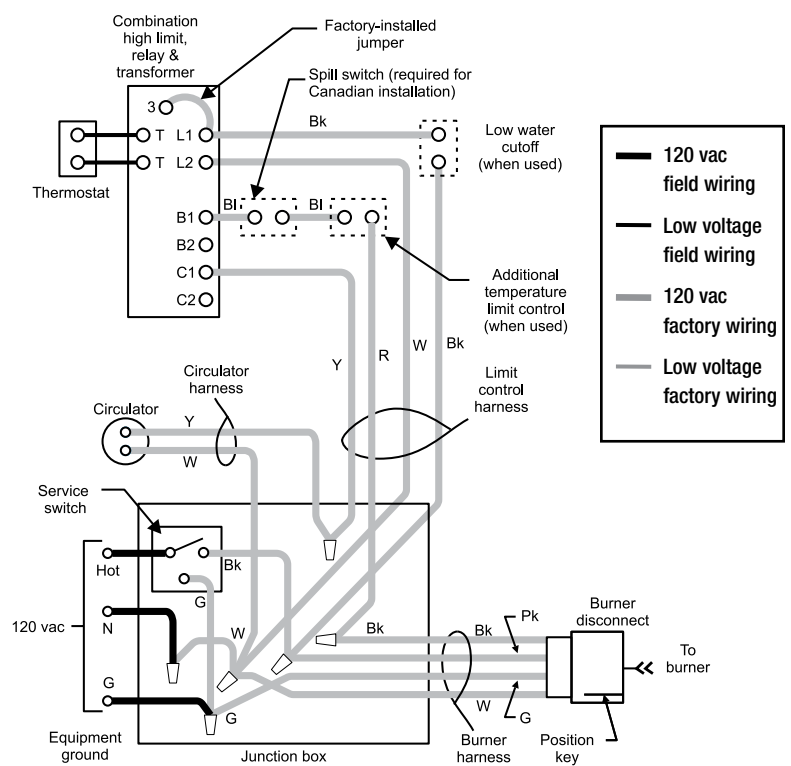 Combination
high limit,
relay &
transformer
Factory-installed
jumper
Spill switch (required for
Canadian installation)
3
Bk
Low water
cutoff
(when used)
T L1
T L2
Thermostat
B1
Bl
Bl
B2
C1
C2
Additional
temperature
limit control
(when used)
120 vac
field wiring
Low voltage
field wiring
120 vac
factory wiring
Low voltage
factory wiring
Y
R
W
Bk
Circulator
harness
Limit
control
harness
Circulator
Y
W
Service
switch
Hot
Bk
G
120 vac
N
W
Bk
Bk
Pk
Burner
disconnect
To
burner
G
G
W
G
Equipment
ground
Junction box
Burner
harness
Position
key